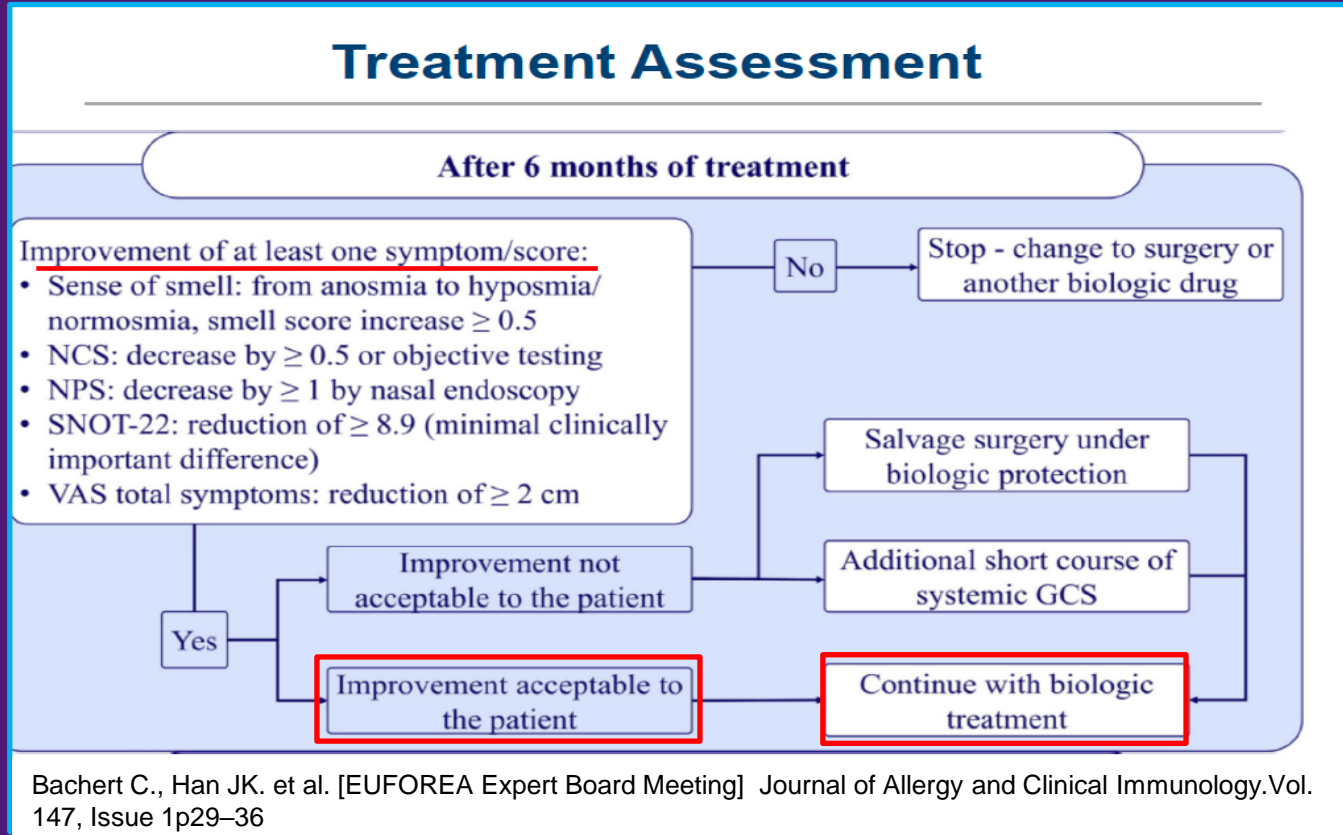 Treatment Assessment
After 6 months of treatment
Improvement of at least one symptom/score:
• Sense of smell: from anosmia to hyposmia/
normosmia, smell score increase ≥ 0.5
• NCS: decrease by ≥ 0.5 or objective testing
• NPS: decrease by ≥ 1 by nasal endoscopy
• SNOT-22: reduction of ≥ 8.9 (minimal clinically
important difference)
• VAS total symptoms: reduction of ≥ 2 cm
No
Stop - change to surgery or
another biologic drug
Yes
Improvement not
acceptable to the patient
Salvage surgery under
biologic protection
Additional short course of
systemic GCS
Improvement acceptable to
the patient
Continue with biologic
treatment
Bachert C., Han JK. et al. [EUFOREA Expert Board Meeting] Journal of Allergy and Clinical Immunology.Vol.
147, Issue 1p29–36